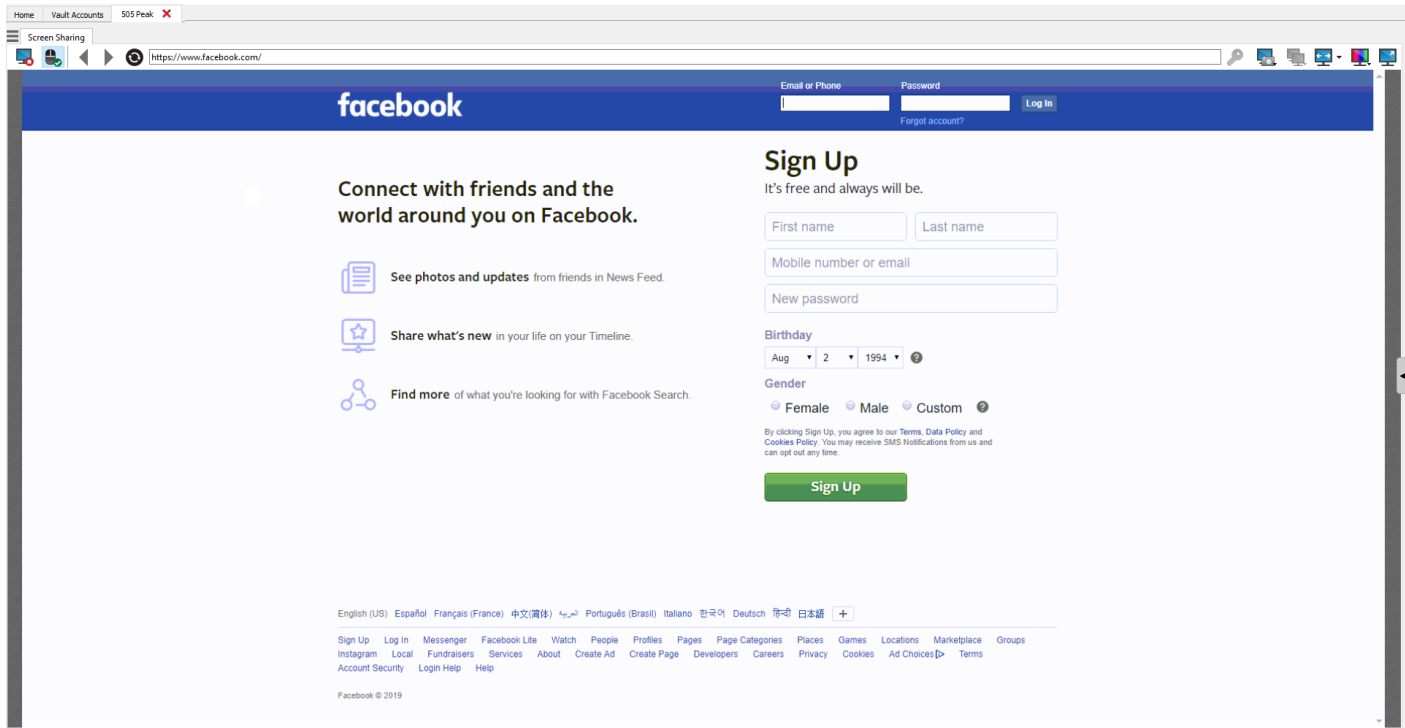 Home Vault Accounts 505 Peak
Screen Sharing
https://www.facebook.com/
facebook
Email or Phone Password
Log In
Forgot account?
Connect with friends and the
world around you on Facebook.
See photos and updates from friends in News Feed.
Share what's new in your life on your Timeline.
Find more of what you're looking for with Facebook Search.
Sign Up
It's free and always will be.
First name Last name
Mobile number or email
New password
Birthday
Aug 2 1994 ?
Gender
Female Male Custom ?
By clicking Sign Up, you agree to our Terms, Data Policy and
Cookies Policy. You may receive SMS Notifications from us and
can opt out any time.
Sign Up
English (US) Español Français (France) 中文(简体) العربية Português (Brasil) Italiano 한국어 Deutsch हिन्दी 日本語 +
Sign Up Log In Messenger Facebook Lite Watch People Profiles Pages Page Categories Places Games Locations Marketplace Groups
Instagram Local Fundraisers Services About Create Ad Create Page Developers Careers Privacy Cookies Ad Choices Terms
Account Security Login Help Help
Facebook © 2019